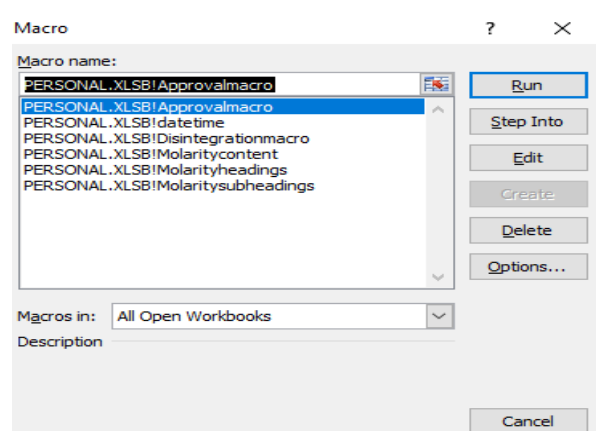 Macro ?
Macro name:
PERSONAL.XLSB!Approvalmacro
PERSONAL.XLSB!Approvalmacro
PERSONAL.XLSB!datetime
PERSONAL.XLSB!Disintegrationmacro
PERSONAL.XLSB!Molaritycontent
PERSONAL.XLSB!Molarityheadings
PERSONAL.XLSB!Molaritysubheadings
Run
Step Into
Edit
Create
Delete
Options...
Macros in: All Open Workbooks
Description
Cancel